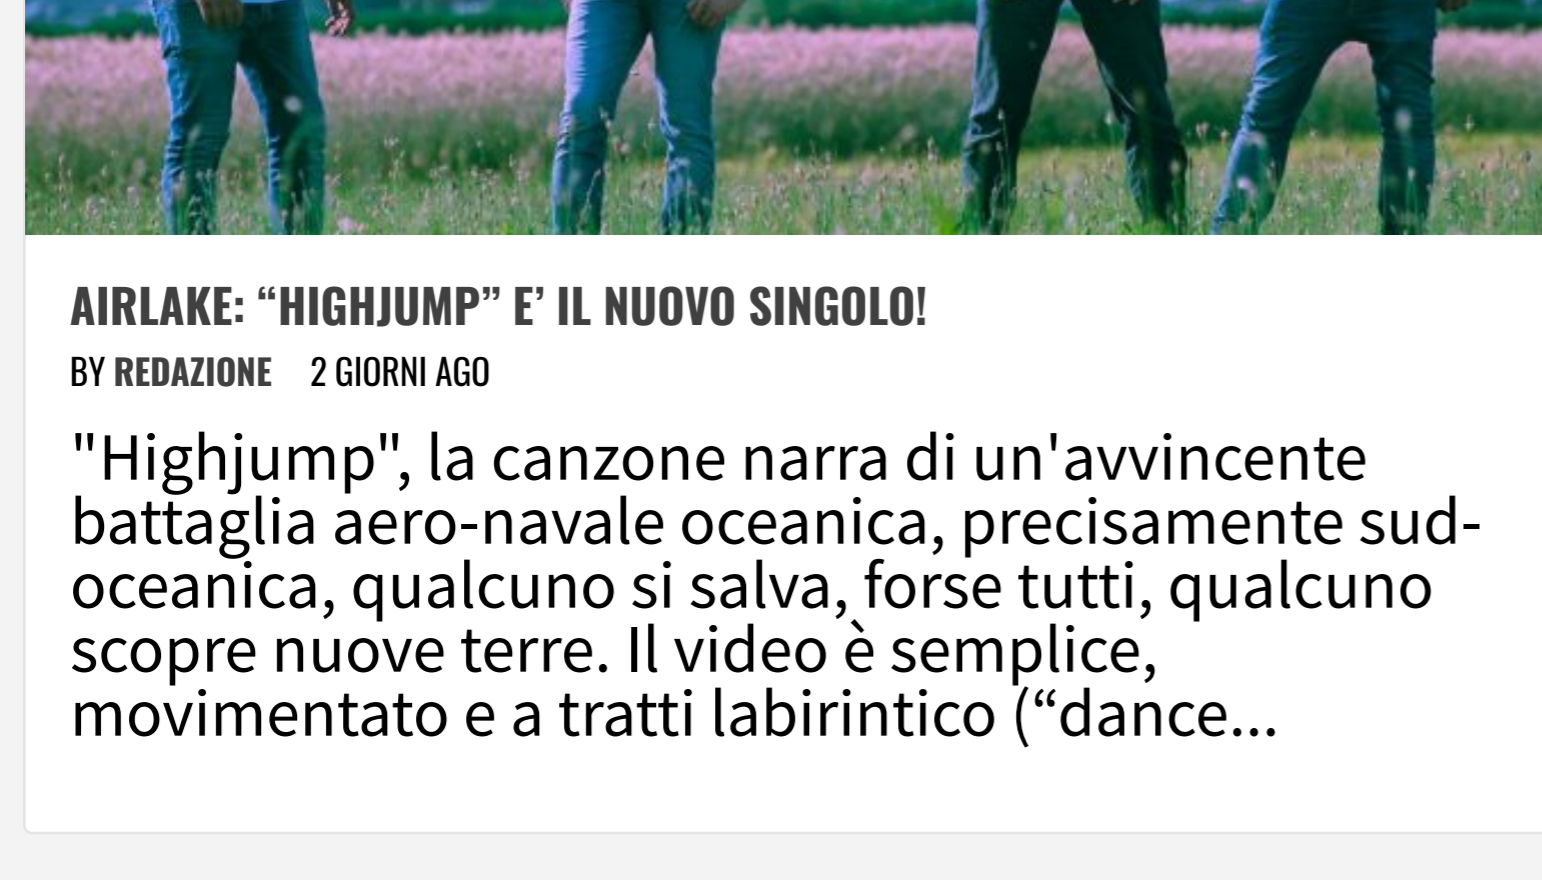 AIRLAKE: “HIGHJUMP” E’ IL NUOVO SINGOLO!
BY REDAZIONE 2 GIORNI AGO
"Highjump", la canzone narra di un'avvincente
battaglia aero-navale oceanica, precisamente sud-
oceanica, qualcuno si salva, forse tutti, qualcuno
scopre nuove terre. Il video è semplice,
movimentato e a tratti labirintico (“dance...